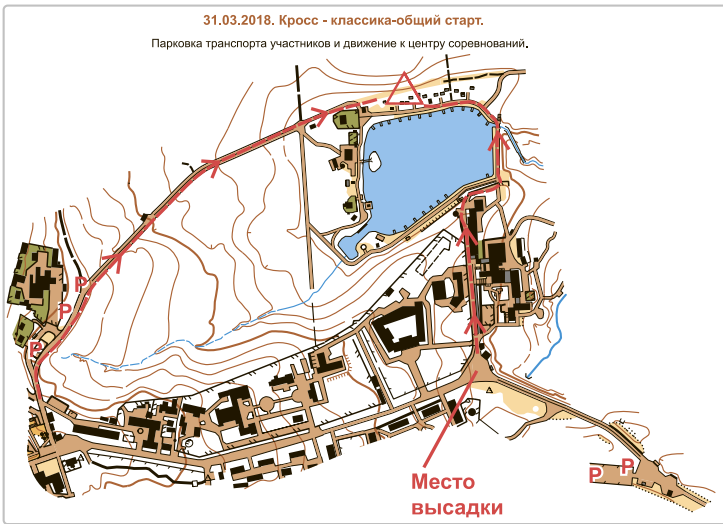 31.03.2018. Кросс - классика-общий старт.
Парковка транспорта участников и движение к центру соревнований.
Р
Р
Р
Место
высадки
Р
Р